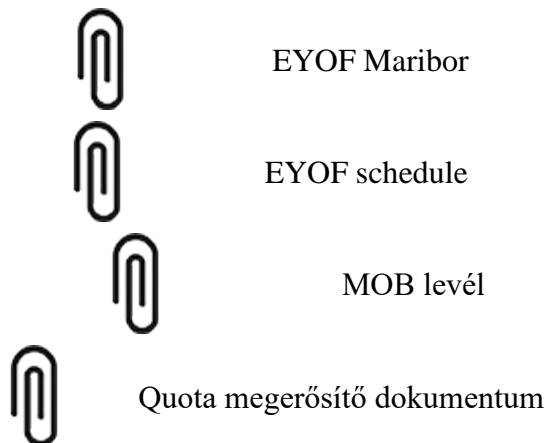 EYOF Maribor
EYOF schedule
MOB levél
Quota megerősítő dokumentum